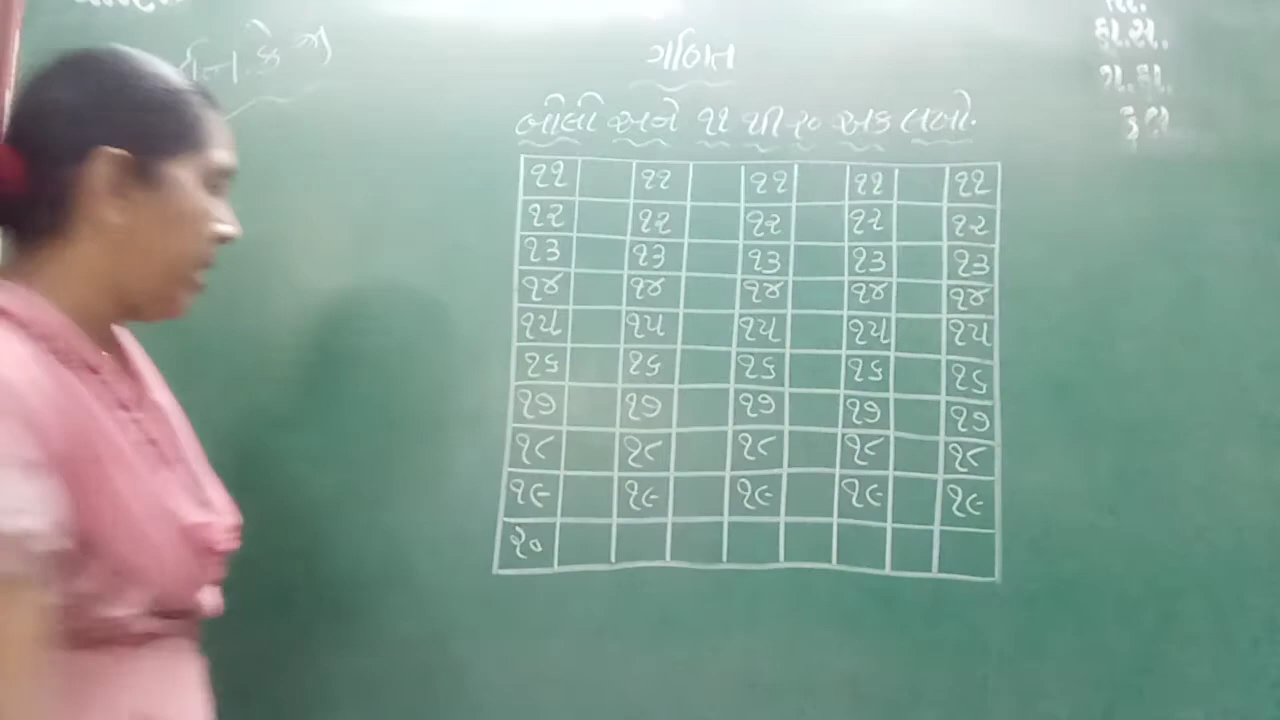 ગણિત
બોલો અને ૧૧ થી ૨૦ અંક લખો.
૧૧ ૧૧ ૧૧ ૧૧ ૧૧
૧૨ ૧૨ ૧૨ ૧૨ ૧૨
૧૩ ૧૩ ૧૩ ૧૩ ૧૩
૧૪ ૧૪ ૧૪ ૧૪ ૧૪
૧૫ ૧૫ ૧૫ ૧૫ ૧૫
૧૬ ૧૬ ૧૬ ૧૬ ૧૬
૧૭ ૧૭ ૧૭ ૧૭ ૧૭
૧૮ ૧૮ ૧૮ ૧૮ ૧૮
૧૯ ૧૯ ૧૯ ૧૯ ૧૯
૨૦